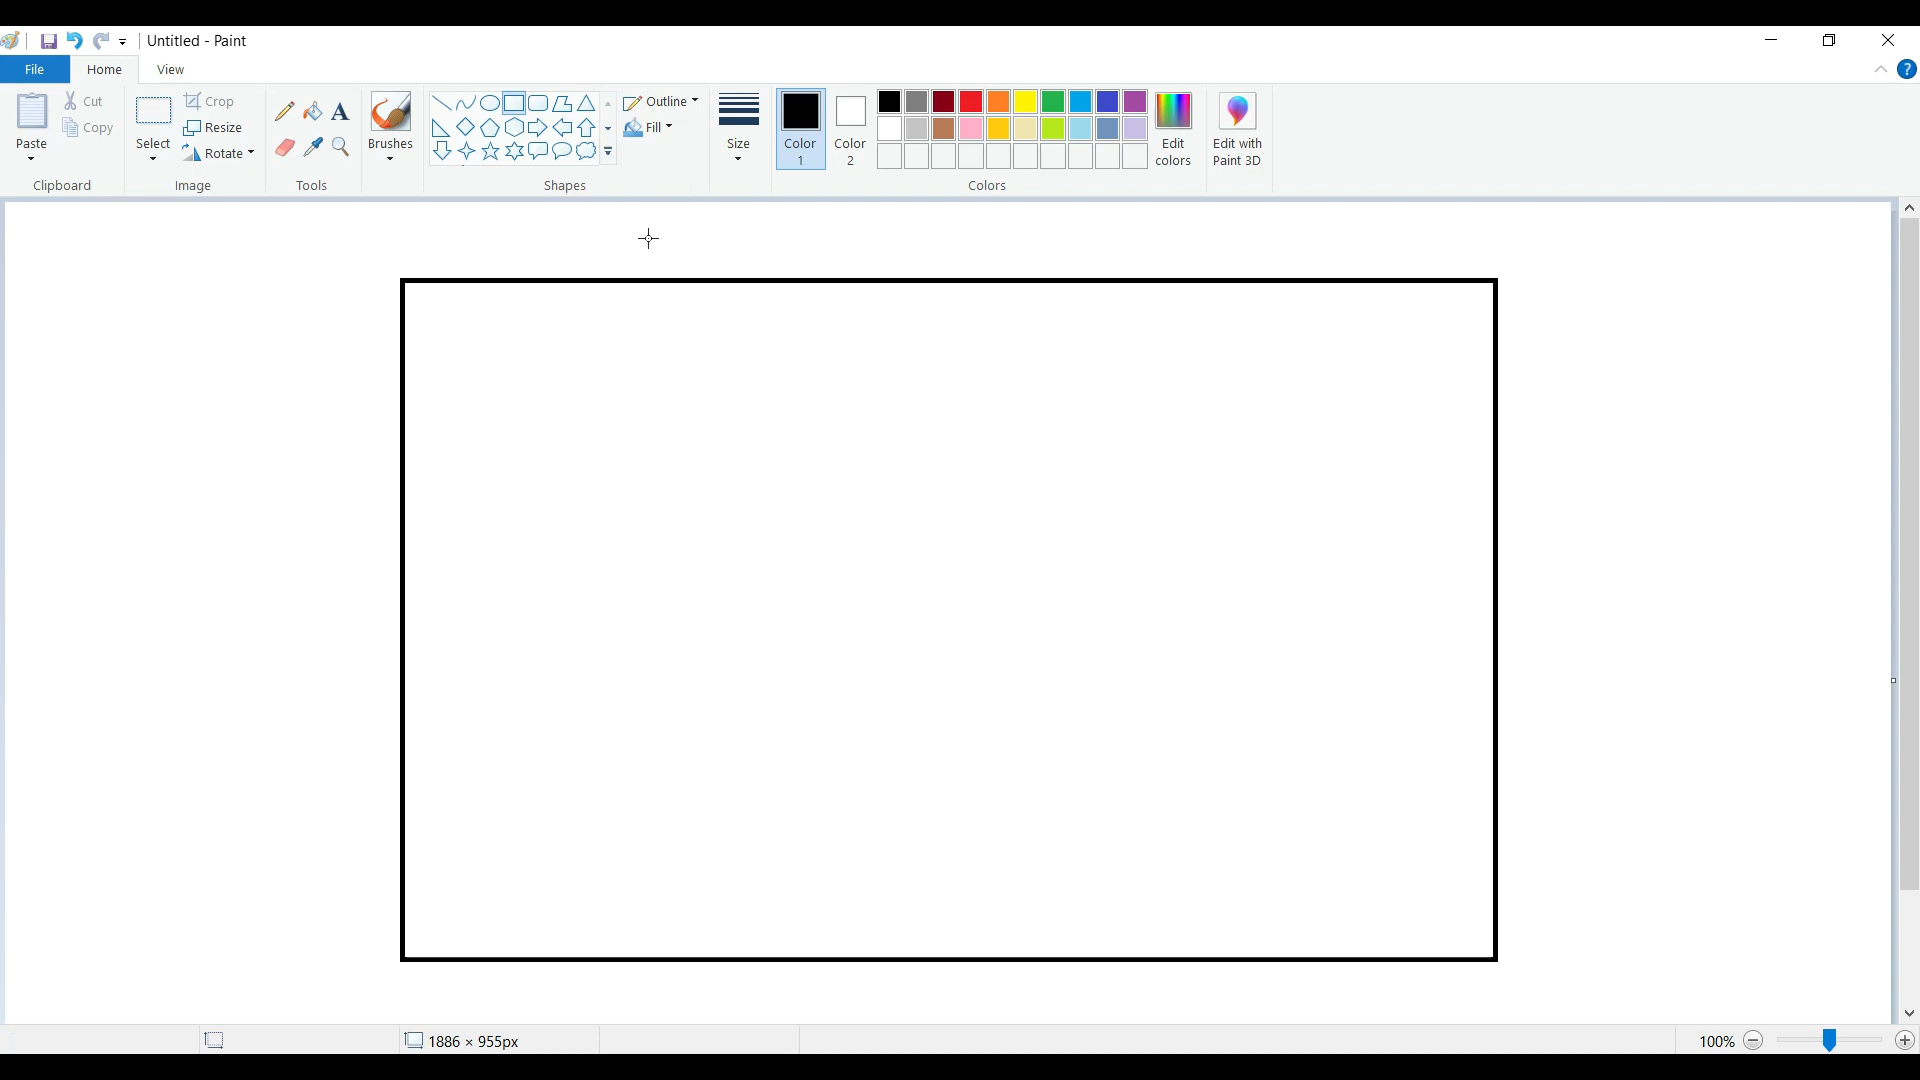 Untitled - Paint
File Home View
?
Paste Cut Copy
Clipboard
Select Crop Resize Rotate
Image
A
Tools
Brushes
Outline Fill
Shapes
Size
Color 1
Color 2
Edit colors
Colors
Edit with Paint 3D
1886 × 955px
100%